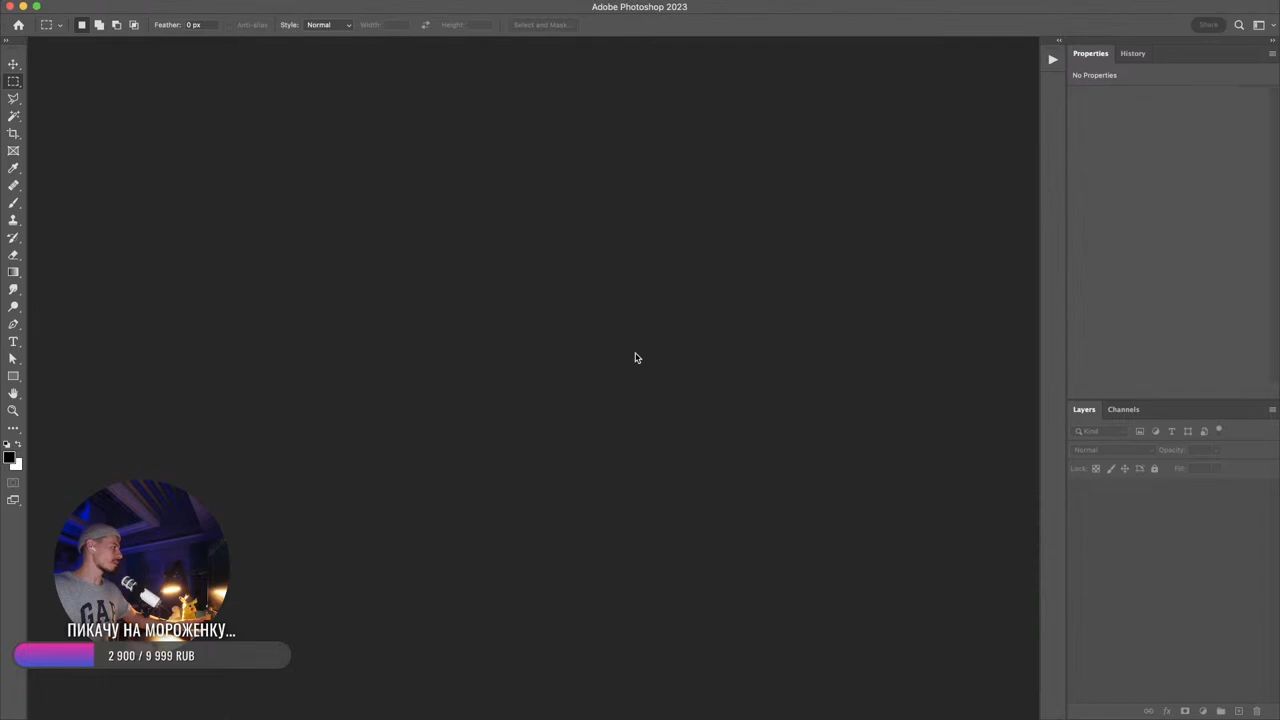 Adobe Photoshop 2023
Feather: 0 px Anti-alias Style: Normal Width: Height: Select and Mask... Share
Properties History
No Properties
Layers Channels
Kind
Normal Opacity:
Lock: Fill:
GAP
ПИКАЧУ НА МОРОЖЕНКУ...
2 900 / 9 999 RUB